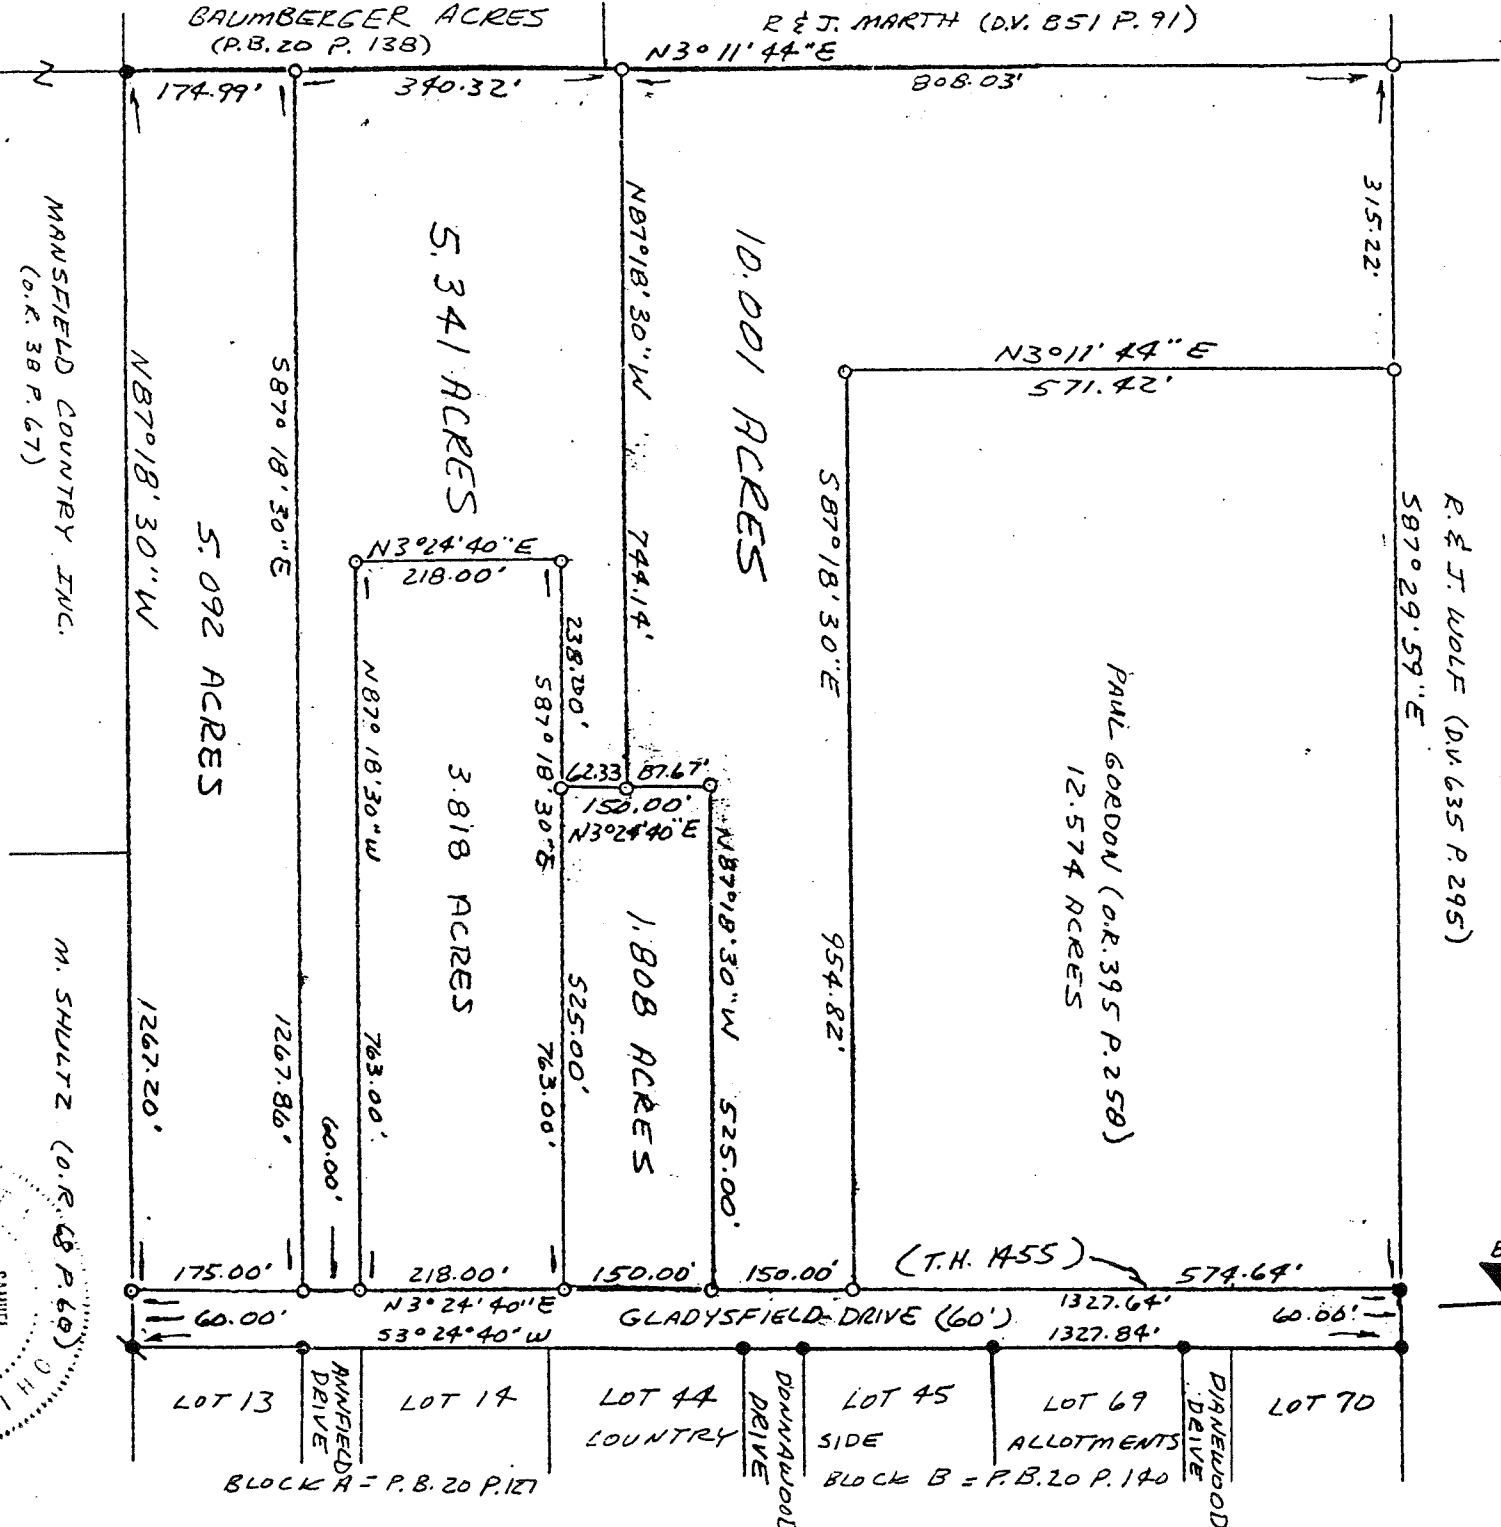 BAUMBERGER ACRES
(P.B. 20 P. 138)
R & J. MARTH (D.V. 851 P. 91)
N3°11'44"E
174.99'
340.32'
808.03'
315.22'
MANSFIELD COUNTRY INC.
(O.R. 38 P. 67)
N87°18'30"W
1267.20'
5.092 ACRES
S87°18'30"E
1267.86'
5.341 ACRES
N87°18'30"W
744.14'
10.001 ACRES
N3°11'44"E
571.42'
S87°18'30"E
954.82'
S87°29'59"E
R. & J. WOLF (D.V. 635 P. 295)
PAUL GORDON (O.R. 395 P. 258)
12.574 ACRES
N3°24'40"E
218.00'
238.00'
N87°18'30"W
763.00'
3.818 ACRES
S87°18'30"E
763.00'
62.33
87.67'
150.00'
N3°24'40"E
525.00'
1.808 ACRES
N87°18'30"W 525.00'
60.00'
M. SHULTZ (O.R. 68 P. 60)
(T.H. 1455)
175.00'
218.00'
150.00'
150.00'
574.64'
60.00'
N3°24'40"E
GLADYSFIELD DRIVE (60')
1327.64'
60.00'
S3°24'40"W
1327.84'
LOT 13
ANNFIELD
DRIVE
LOT 14
LOT 44
DONNAWOOD
DRIVE
LOT 45
LOT 69
DIANEWOOD
DRIVE
LOT 70
COUNTRY
SIDE
ALLOTMENTS
BLOCK A = P.B. 20 P. 127
BLOCK B = P.B. 20 P. 140